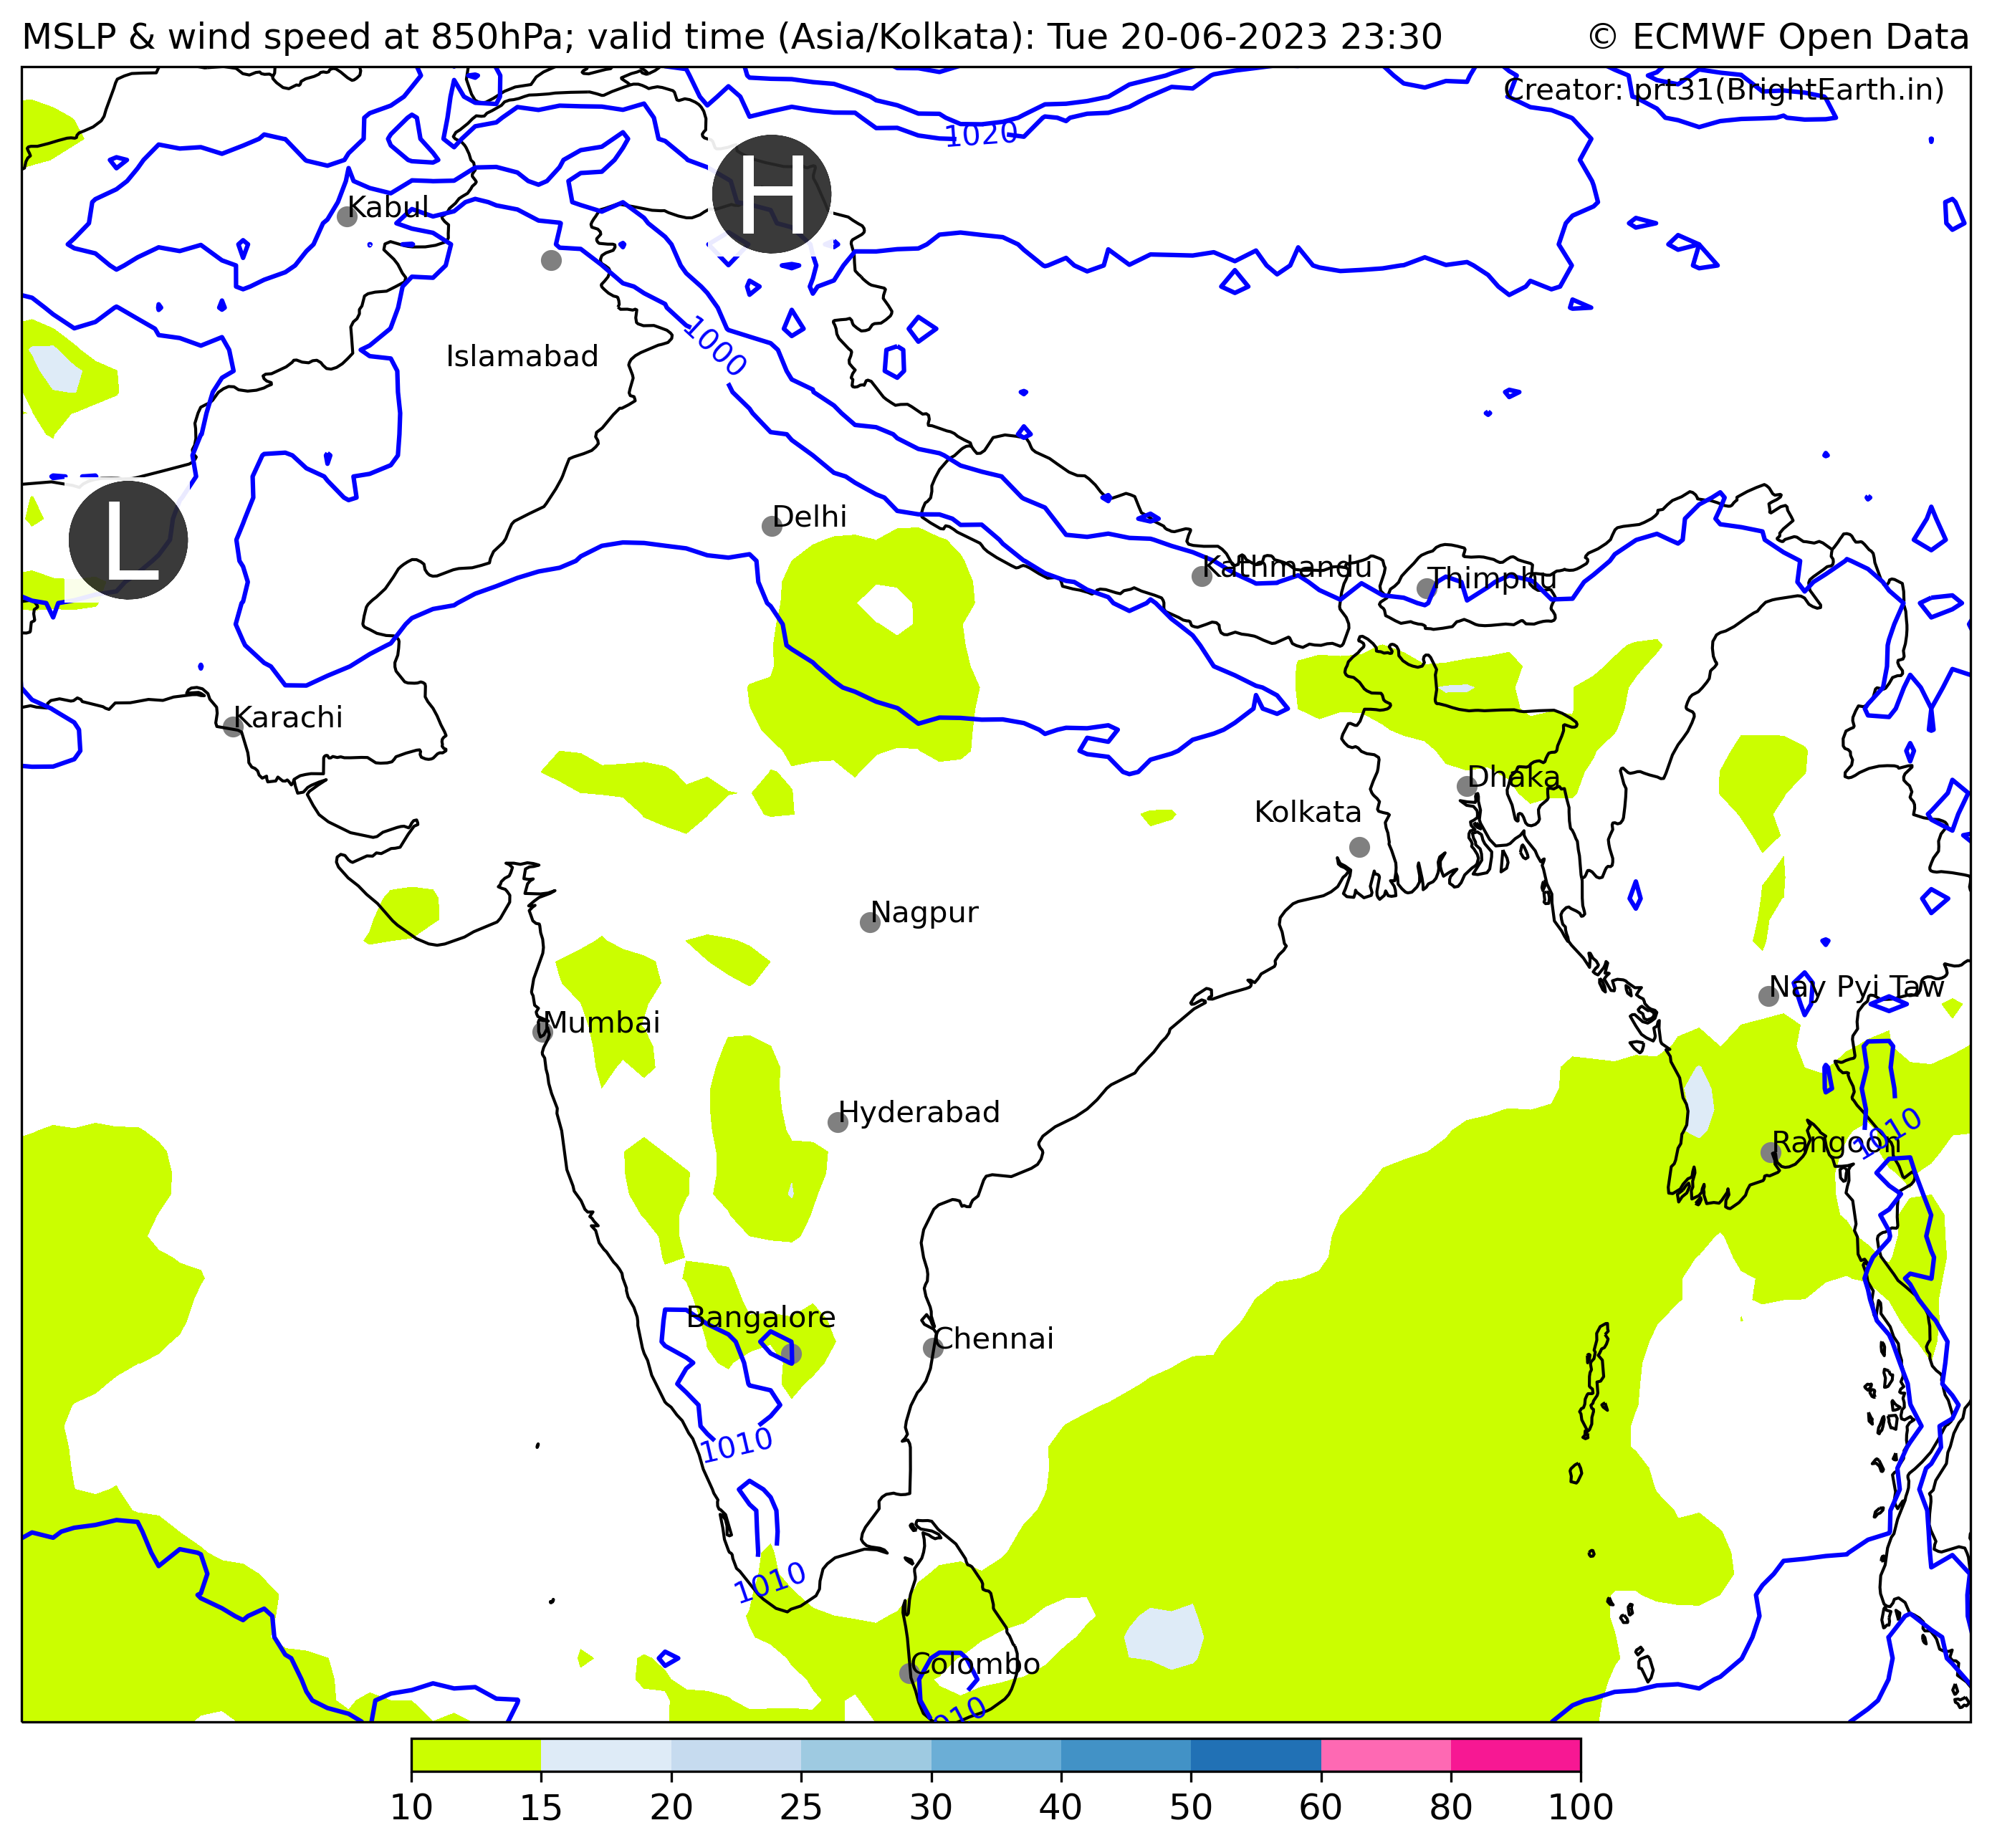 MSLP & wind speed at 850hPa; valid time (Asia/Kolkata): Tue 20-06-2023 23:30
© ECMWF Open Data
Creator: prt31(BrightEarth.in)
1020
H
Kabul
1000
Islamabad
L
Delhi
Kathmandu
Thimphu
Karachi
Dhaka
Kolkata
Nagpur
Nay Pyi Taw
Mumbai
Hyderabad
1010
Rangoon
Bangalore
Chennai
1010
1010
Colombo
010
10 15 20 25 30 40 50 60 80 100